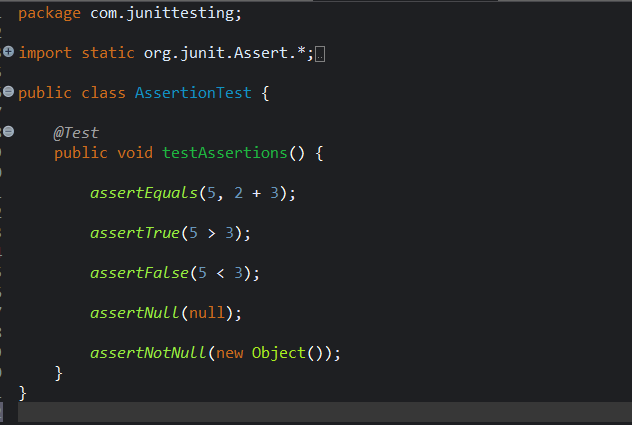 package com.junittesting;
import static org.junit.Assert.*;
public class AssertionTest {
@Test
public void testAssertions() {
assertEquals(5, 2 + 3);
assertTrue(5 > 3);
assertFalse(5 < 3);
assertNull(null);
assertNotNull(new Object());
}
}